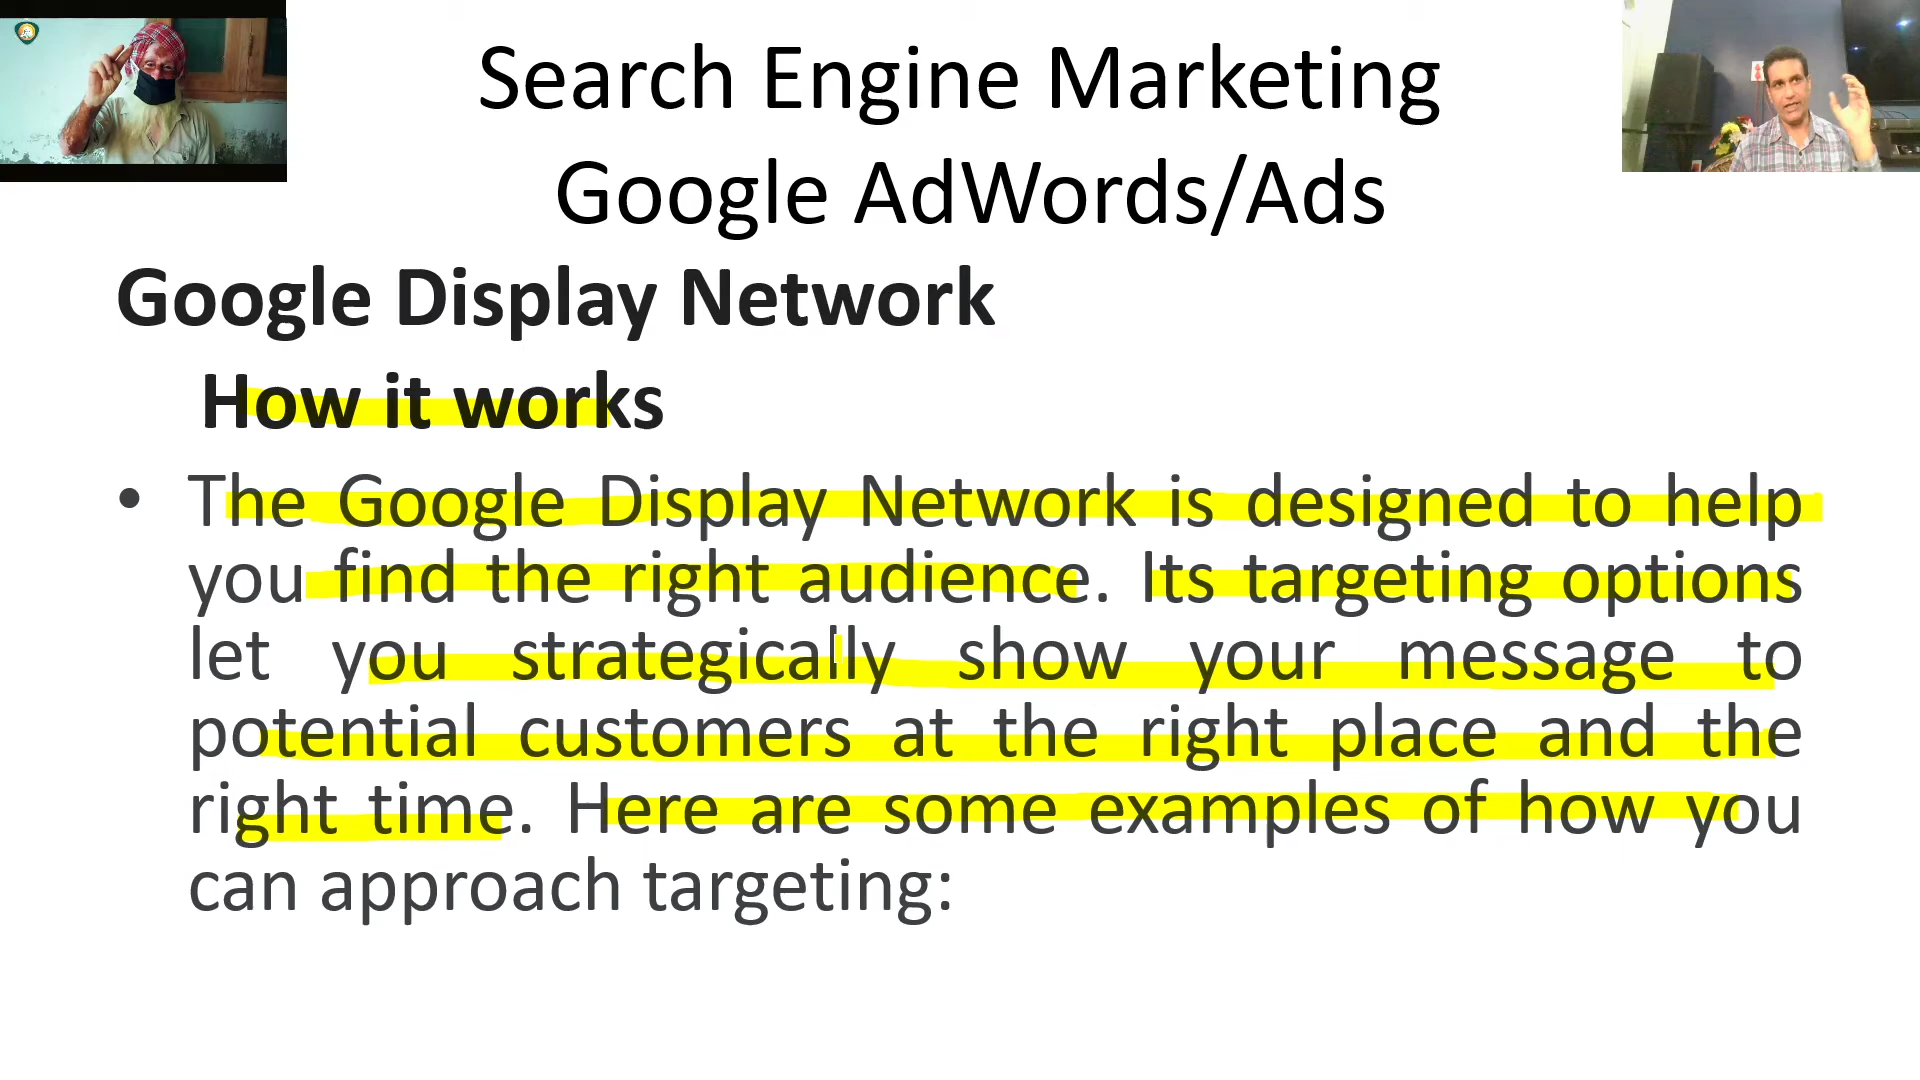 Search Engine Marketing
Google AdWords/Ads
Google Display Network
How it works
• The Google Display Network is designed to help
you find the right audience. Its targeting options
let you strategically show your message to
potential customers at the right place and the
right time. Here are some examples of how you
can approach targeting: